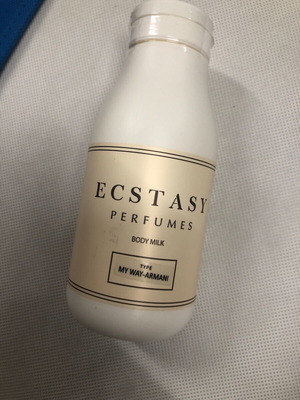 ECSTASY
PERFUMES
BODY MILK
TYPE
MY WAY-ARMANI